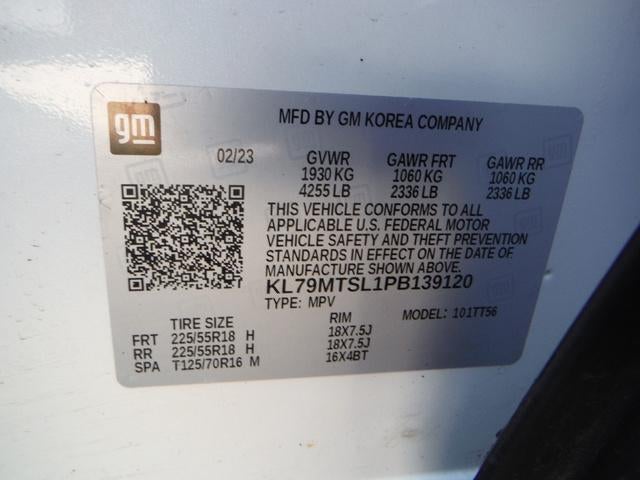 gm
MFD BY GM KOREA COMPANY
02/23 GVWR GAWR FRT GAWR RR
1930 KG 1060 KG 1060 KG
4255 LB 2336 LB 2336 LB
THIS VEHICLE CONFORMS TO ALL
APPLICABLE U.S. FEDERAL MOTOR
VEHICLE SAFETY AND THEFT PREVENTION
STANDARDS IN EFFECT ON THE DATE OF
MANUFACTURE SHOWN ABOVE.
KL79MTSL1PB139120
TYPE: MPV MODEL: 101TT56
TIRE SIZE RIM
FRT 225/55R18 H 18X7.5J
RR 225/55R18 H 18X7.5J
SPA T125/70R16 M 16X4BT